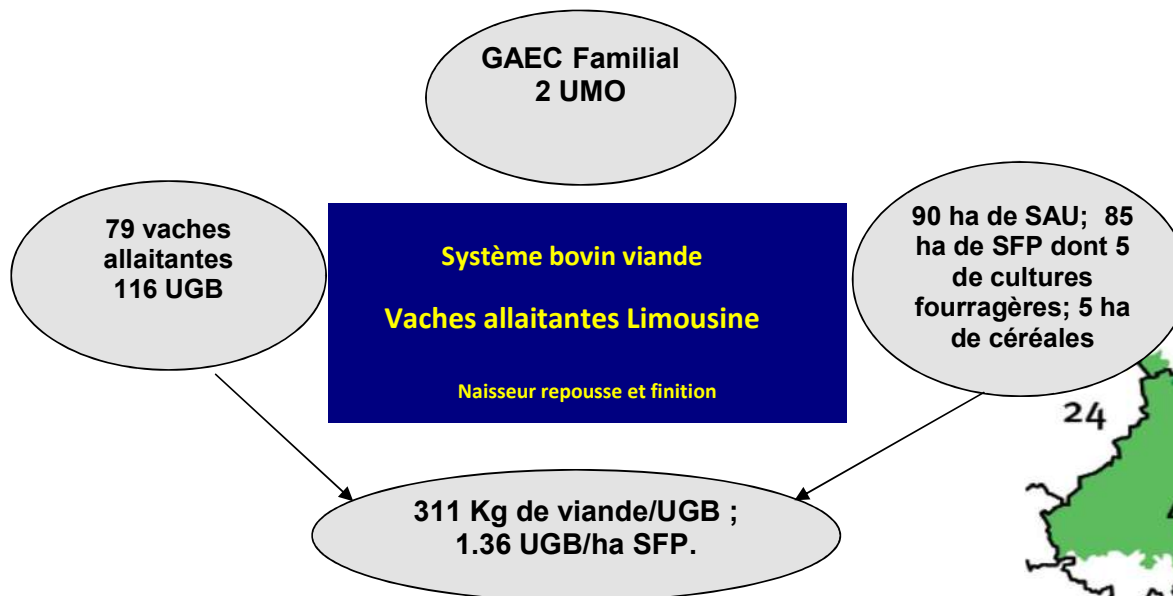 GAEC Familial
2 UMO
79 vaches
allaitantes
116 UGB
Système bovin viande
Vaches allaitantes Limousine
Naisseur repousse et finition
90 ha de SAU;  85
ha de SFP dont 5
de cultures
fourragères; 5 ha
de céréales
24
311 Kg de viande/UGB ;
1.36 UGB/ha SFP.